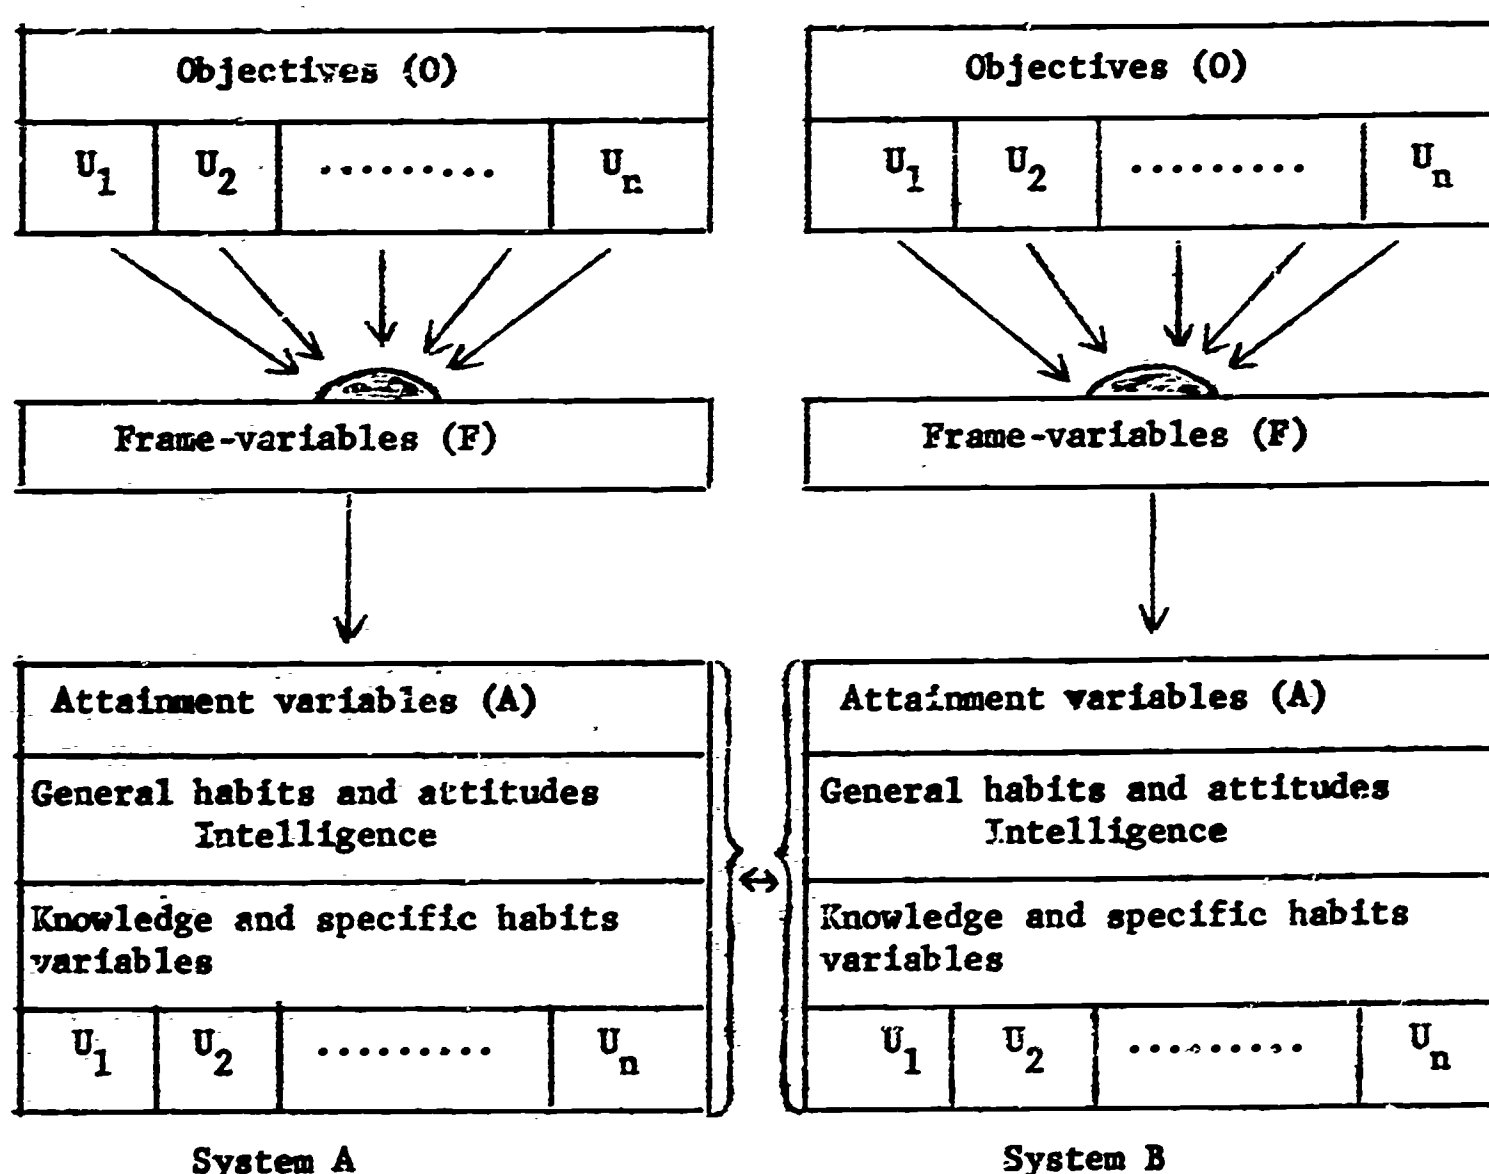 Objectives (O)
U1 U2 ......... Un
Frame-variables (F)
Attainment variables (A)
General habits and attitudes
Intelligence
Knowledge and specific habits
variables
U1 U2 ......... Un
System A
Objectives (O)
U1 U2 ......... Un
Frame-variables (F)
Attainment variables (A)
General habits and attitudes
Intelligence
Knowledge and specific habits
variables
U1 U2 ......... Un
System B